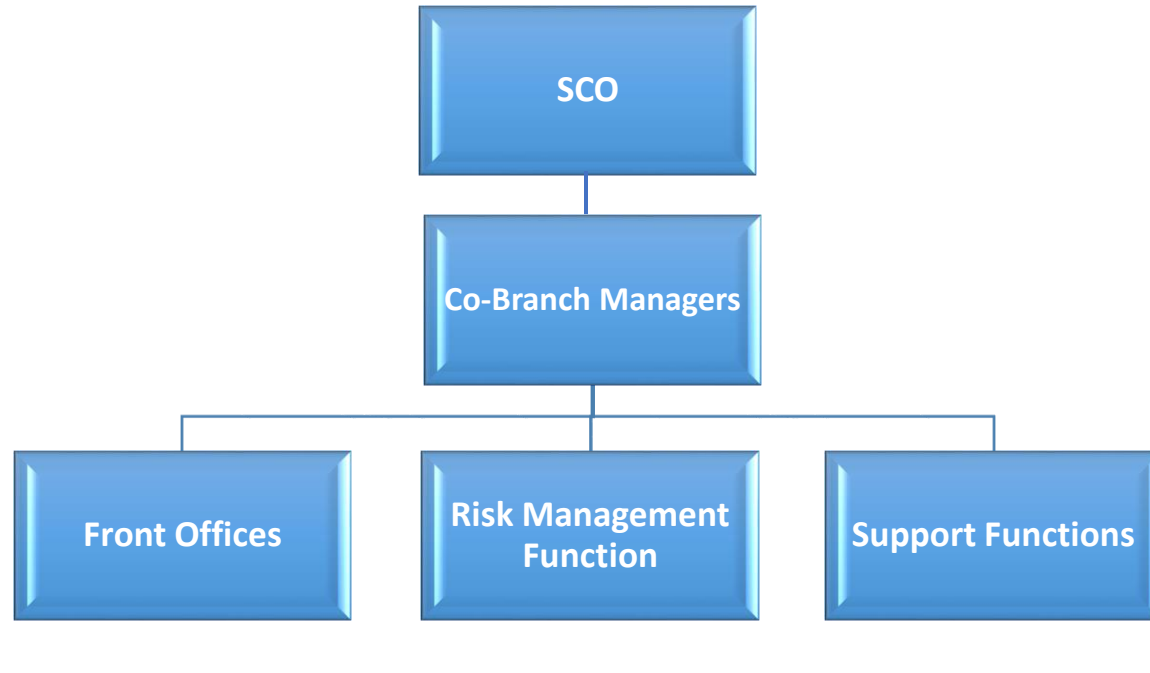 SCO
Co-Branch Managers
Front Offices
Risk Management
Function
Support Functions